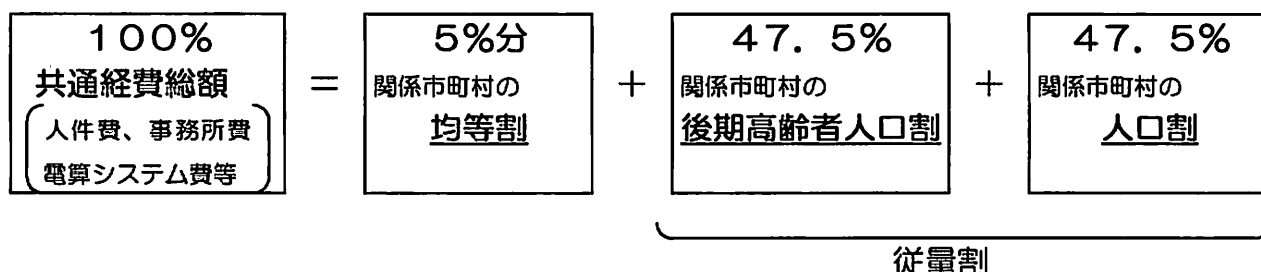 100%
共通経費総額
人件費、事務所費
電算システム費等
=
5%分
関係市町村の
均等割
+
47.5%
関係市町村の
後期高齢者人口割
+
47.5%
関係市町村の
人口割
従量割